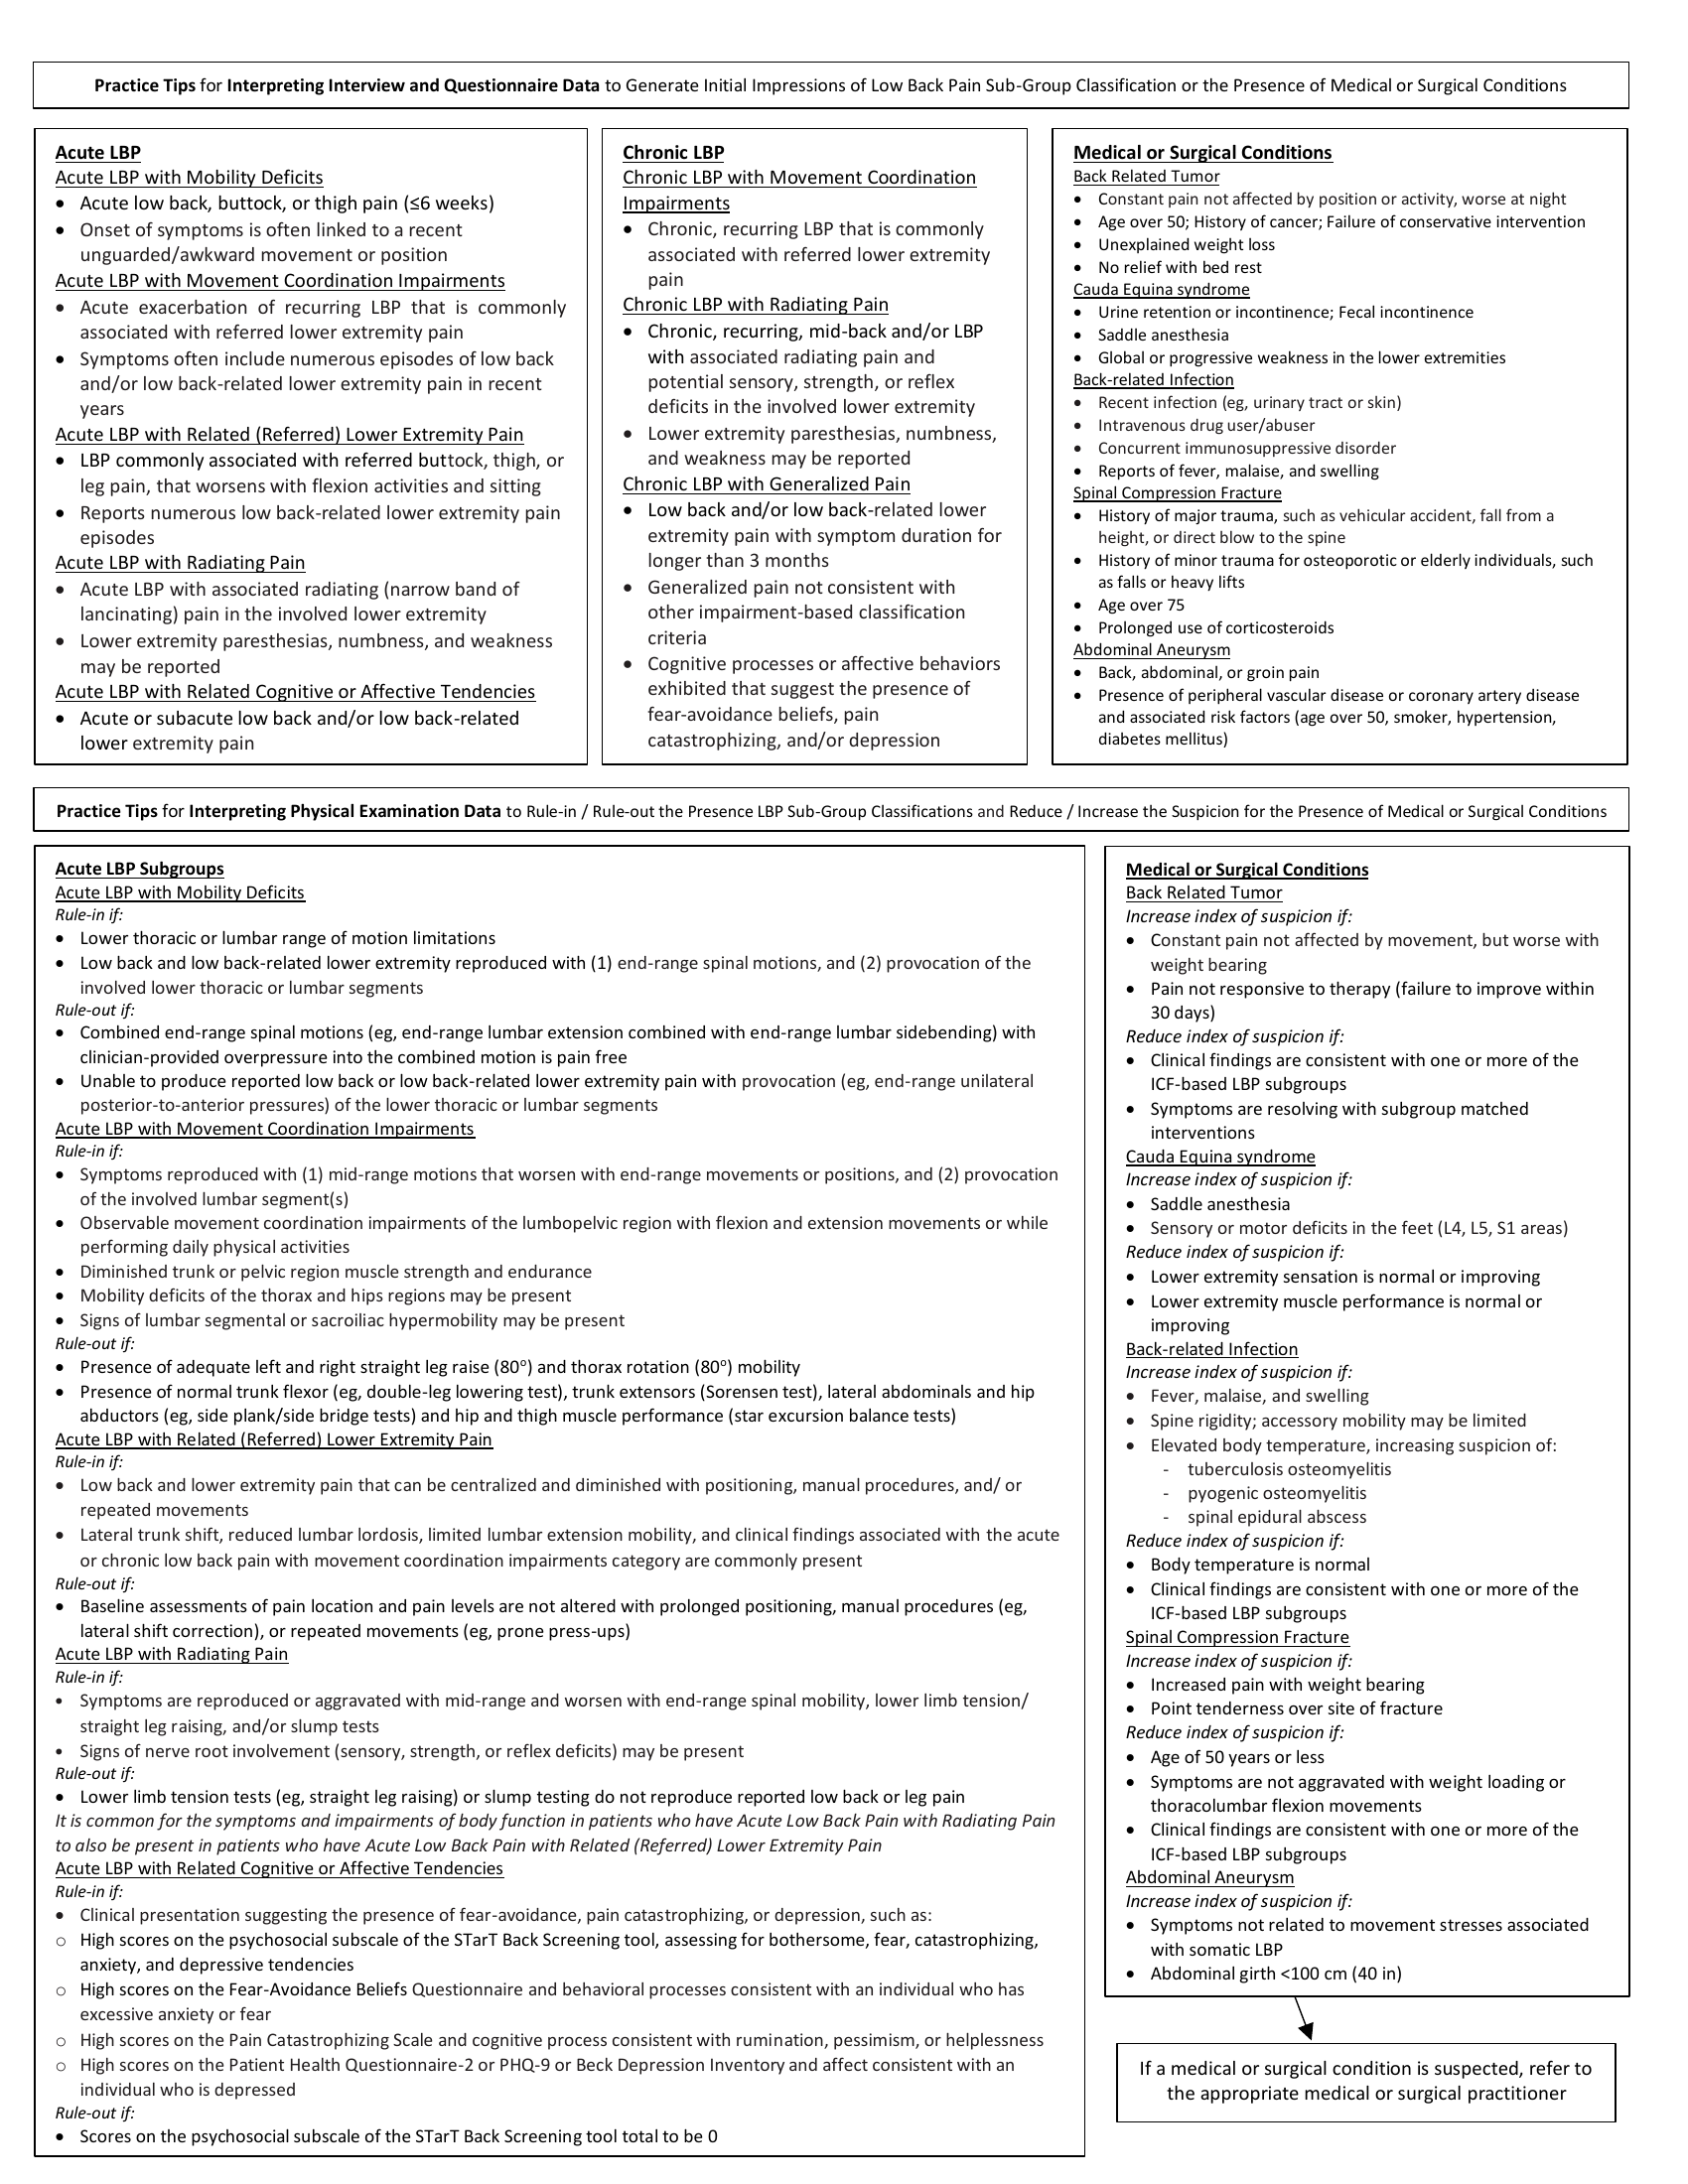 Practice Tips for Interpreting Interview and Questionnaire Data to Generate Initial Impressions of Low Back Pain Sub-Group Classification or the Presence of Medical or Surgical Conditions
Acute LBP
Acute LBP with Mobility Deficits
• Acute low back, buttock, or thigh pain (≤6 weeks)
• Onset of symptoms is often linked to a recent
unguarded/awkward movement or position
Acute LBP with Movement Coordination Impairments
• Acute exacerbation of recurring LBP that is commonly
associated with referred lower extremity pain
• Symptoms often include numerous episodes of low back
and/or low back-related lower extremity pain in recent
years
Acute LBP with Related (Referred) Lower Extremity Pain
• LBP commonly associated with referred buttock, thigh, or
leg pain, that worsens with flexion activities and sitting
• Reports numerous low back-related lower extremity pain
episodes
Acute LBP with Radiating Pain
• Acute LBP with associated radiating (narrow band of
lancinating) pain in the involved lower extremity
• Lower extremity paresthesias, numbness, and weakness
may be reported
Acute LBP with Related Cognitive or Affective Tendencies
• Acute or subacute low back and/or low back-related
lower extremity pain
Chronic LBP
Chronic LBP with Movement Coordination
Impairments
• Chronic, recurring LBP that is commonly
associated with referred lower extremity
pain
Chronic LBP with Radiating Pain
• Chronic, recurring, mid-back and/or LBP
with associated radiating pain and
potential sensory, strength, or reflex
deficits in the involved lower extremity
• Lower extremity paresthesias, numbness,
and weakness may be reported
Chronic LBP with Generalized Pain
• Low back and/or low back-related lower
extremity pain with symptom duration for
longer than 3 months
• Generalized pain not consistent with
other impairment-based classification
criteria
• Cognitive processes or affective behaviors
exhibited that suggest the presence of
fear-avoidance beliefs, pain
catastrophizing, and/or depression
Medical or Surgical Conditions
Back Related Tumor
• Constant pain not affected by position or activity, worse at night
• Age over 50; History of cancer; Failure of conservative intervention
• Unexplained weight loss
• No relief with bed rest
Cauda Equina syndrome
• Urine retention or incontinence; Fecal incontinence
• Saddle anesthesia
• Global or progressive weakness in the lower extremities
Back-related Infection
• Recent infection (eg, urinary tract or skin)
• Intravenous drug user/abuser
• Concurrent immunosuppressive disorder
• Reports of fever, malaise, and swelling
Spinal Compression Fracture
• History of major trauma, such as vehicular accident, fall from a
height, or direct blow to the spine
• History of minor trauma for osteoporotic or elderly individuals, such
as falls or heavy lifts
• Age over 75
• Prolonged use of corticosteroids
Abdominal Aneurysm
• Back, abdominal, or groin pain
• Presence of peripheral vascular disease or coronary artery disease
and associated risk factors (age over 50, smoker, hypertension,
diabetes mellitus)
Practice Tips for Interpreting Physical Examination Data to Rule-in / Rule-out the Presence LBP Sub-Group Classifications and Reduce / Increase the Suspicion for the Presence of Medical or Surgical Conditions
Acute LBP Subgroups
Acute LBP with Mobility Deficits
Rule-in if:
• Lower thoracic or lumbar range of motion limitations
• Low back and low back-related lower extremity reproduced with (1) end-range spinal motions, and (2) provocation of the
involved lower thoracic or lumbar segments
Rule-out if:
• Combined end-range spinal motions (eg, end-range lumbar extension combined with end-range lumbar sidebending) with
clinician-provided overpressure into the combined motion is pain free
• Unable to produce reported low back or low back-related lower extremity pain with provocation (eg, end-range unilateral
posterior-to-anterior pressures) of the lower thoracic or lumbar segments
Acute LBP with Movement Coordination Impairments
Rule-in if:
• Symptoms reproduced with (1) mid-range motions that worsen with end-range movements or positions, and (2) provocation
of the involved lumbar segment(s)
• Observable movement coordination impairments of the lumbopelvic region with flexion and extension movements or while
performing daily physical activities
• Diminished trunk or pelvic region muscle strength and endurance
• Mobility deficits of the thorax and hips regions may be present
• Signs of lumbar segmental or sacroiliac hypermobility may be present
Rule-out if:
• Presence of adequate left and right straight leg raise (80°) and thorax rotation (80°) mobility
• Presence of normal trunk flexor (eg, double-leg lowering test), trunk extensors (Sorensen test), lateral abdominals and hip
abductors (eg, side plank/side bridge tests) and hip and thigh muscle performance (star excursion balance tests)
Acute LBP with Related (Referred) Lower Extremity Pain
Rule-in if:
• Low back and lower extremity pain that can be centralized and diminished with positioning, manual procedures, and/ or
repeated movements
• Lateral trunk shift, reduced lumbar lordosis, limited lumbar extension mobility, and clinical findings associated with the acute
or chronic low back pain with movement coordination impairments category are commonly present
Rule-out if:
• Baseline assessments of pain location and pain levels are not altered with prolonged positioning, manual procedures (eg,
lateral shift correction), or repeated movements (eg, prone press-ups)
Acute LBP with Radiating Pain
Rule-in if:
• Symptoms are reproduced or aggravated with mid-range and worsen with end-range spinal mobility, lower limb tension/
straight leg raising, and/or slump tests
• Signs of nerve root involvement (sensory, strength, or reflex deficits) may be present
Rule-out if:
• Lower limb tension tests (eg, straight leg raising) or slump testing do not reproduce reported low back or leg pain
It is common for the symptoms and impairments of body function in patients who have Acute Low Back Pain with Radiating Pain
to also be present in patients who have Acute Low Back Pain with Related (Referred) Lower Extremity Pain
Acute LBP with Related Cognitive or Affective Tendencies
Rule-in if:
• Clinical presentation suggesting the presence of fear-avoidance, pain catastrophizing, or depression, such as:
o High scores on the psychosocial subscale of the STarT Back Screening tool, assessing for bothersome, fear, catastrophizing,
anxiety, and depressive tendencies
o High scores on the Fear-Avoidance Beliefs Questionnaire and behavioral processes consistent with an individual who has
excessive anxiety or fear
o High scores on the Pain Catastrophizing Scale and cognitive process consistent with rumination, pessimism, or helplessness
o High scores on the Patient Health Questionnaire-2 or PHQ-9 or Beck Depression Inventory and affect consistent with an
individual who is depressed
Rule-out if:
• Scores on the psychosocial subscale of the STarT Back Screening tool total to be 0
Medical or Surgical Conditions
Back Related Tumor
Increase index of suspicion if:
• Constant pain not affected by movement, but worse with
weight bearing
• Pain not responsive to therapy (failure to improve within
30 days)
Reduce index of suspicion if:
• Clinical findings are consistent with one or more of the
ICF-based LBP subgroups
• Symptoms are resolving with subgroup matched
interventions
Cauda Equina syndrome
Increase index of suspicion if:
• Saddle anesthesia
• Sensory or motor deficits in the feet (L4, L5, S1 areas)
Reduce index of suspicion if:
• Lower extremity sensation is normal or improving
• Lower extremity muscle performance is normal or
improving
Back-related Infection
Increase index of suspicion if:
• Fever, malaise, and swelling
• Spine rigidity; accessory mobility may be limited
• Elevated body temperature, increasing suspicion of:
- tuberculosis osteomyelitis
- pyogenic osteomyelitis
- spinal epidural abscess
Reduce index of suspicion if:
• Body temperature is normal
• Clinical findings are consistent with one or more of the
ICF-based LBP subgroups
Spinal Compression Fracture
Increase index of suspicion if:
• Increased pain with weight bearing
• Point tenderness over site of fracture
Reduce index of suspicion if:
• Age of 50 years or less
• Symptoms are not aggravated with weight loading or
thoracolumbar flexion movements
• Clinical findings are consistent with one or more of the
ICF-based LBP subgroups
Abdominal Aneurysm
Increase index of suspicion if:
• Symptoms not related to movement stresses associated
with somatic LBP
• Abdominal girth <100 cm (40 in)
If a medical or surgical condition is suspected, refer to
the appropriate medical or surgical practitioner